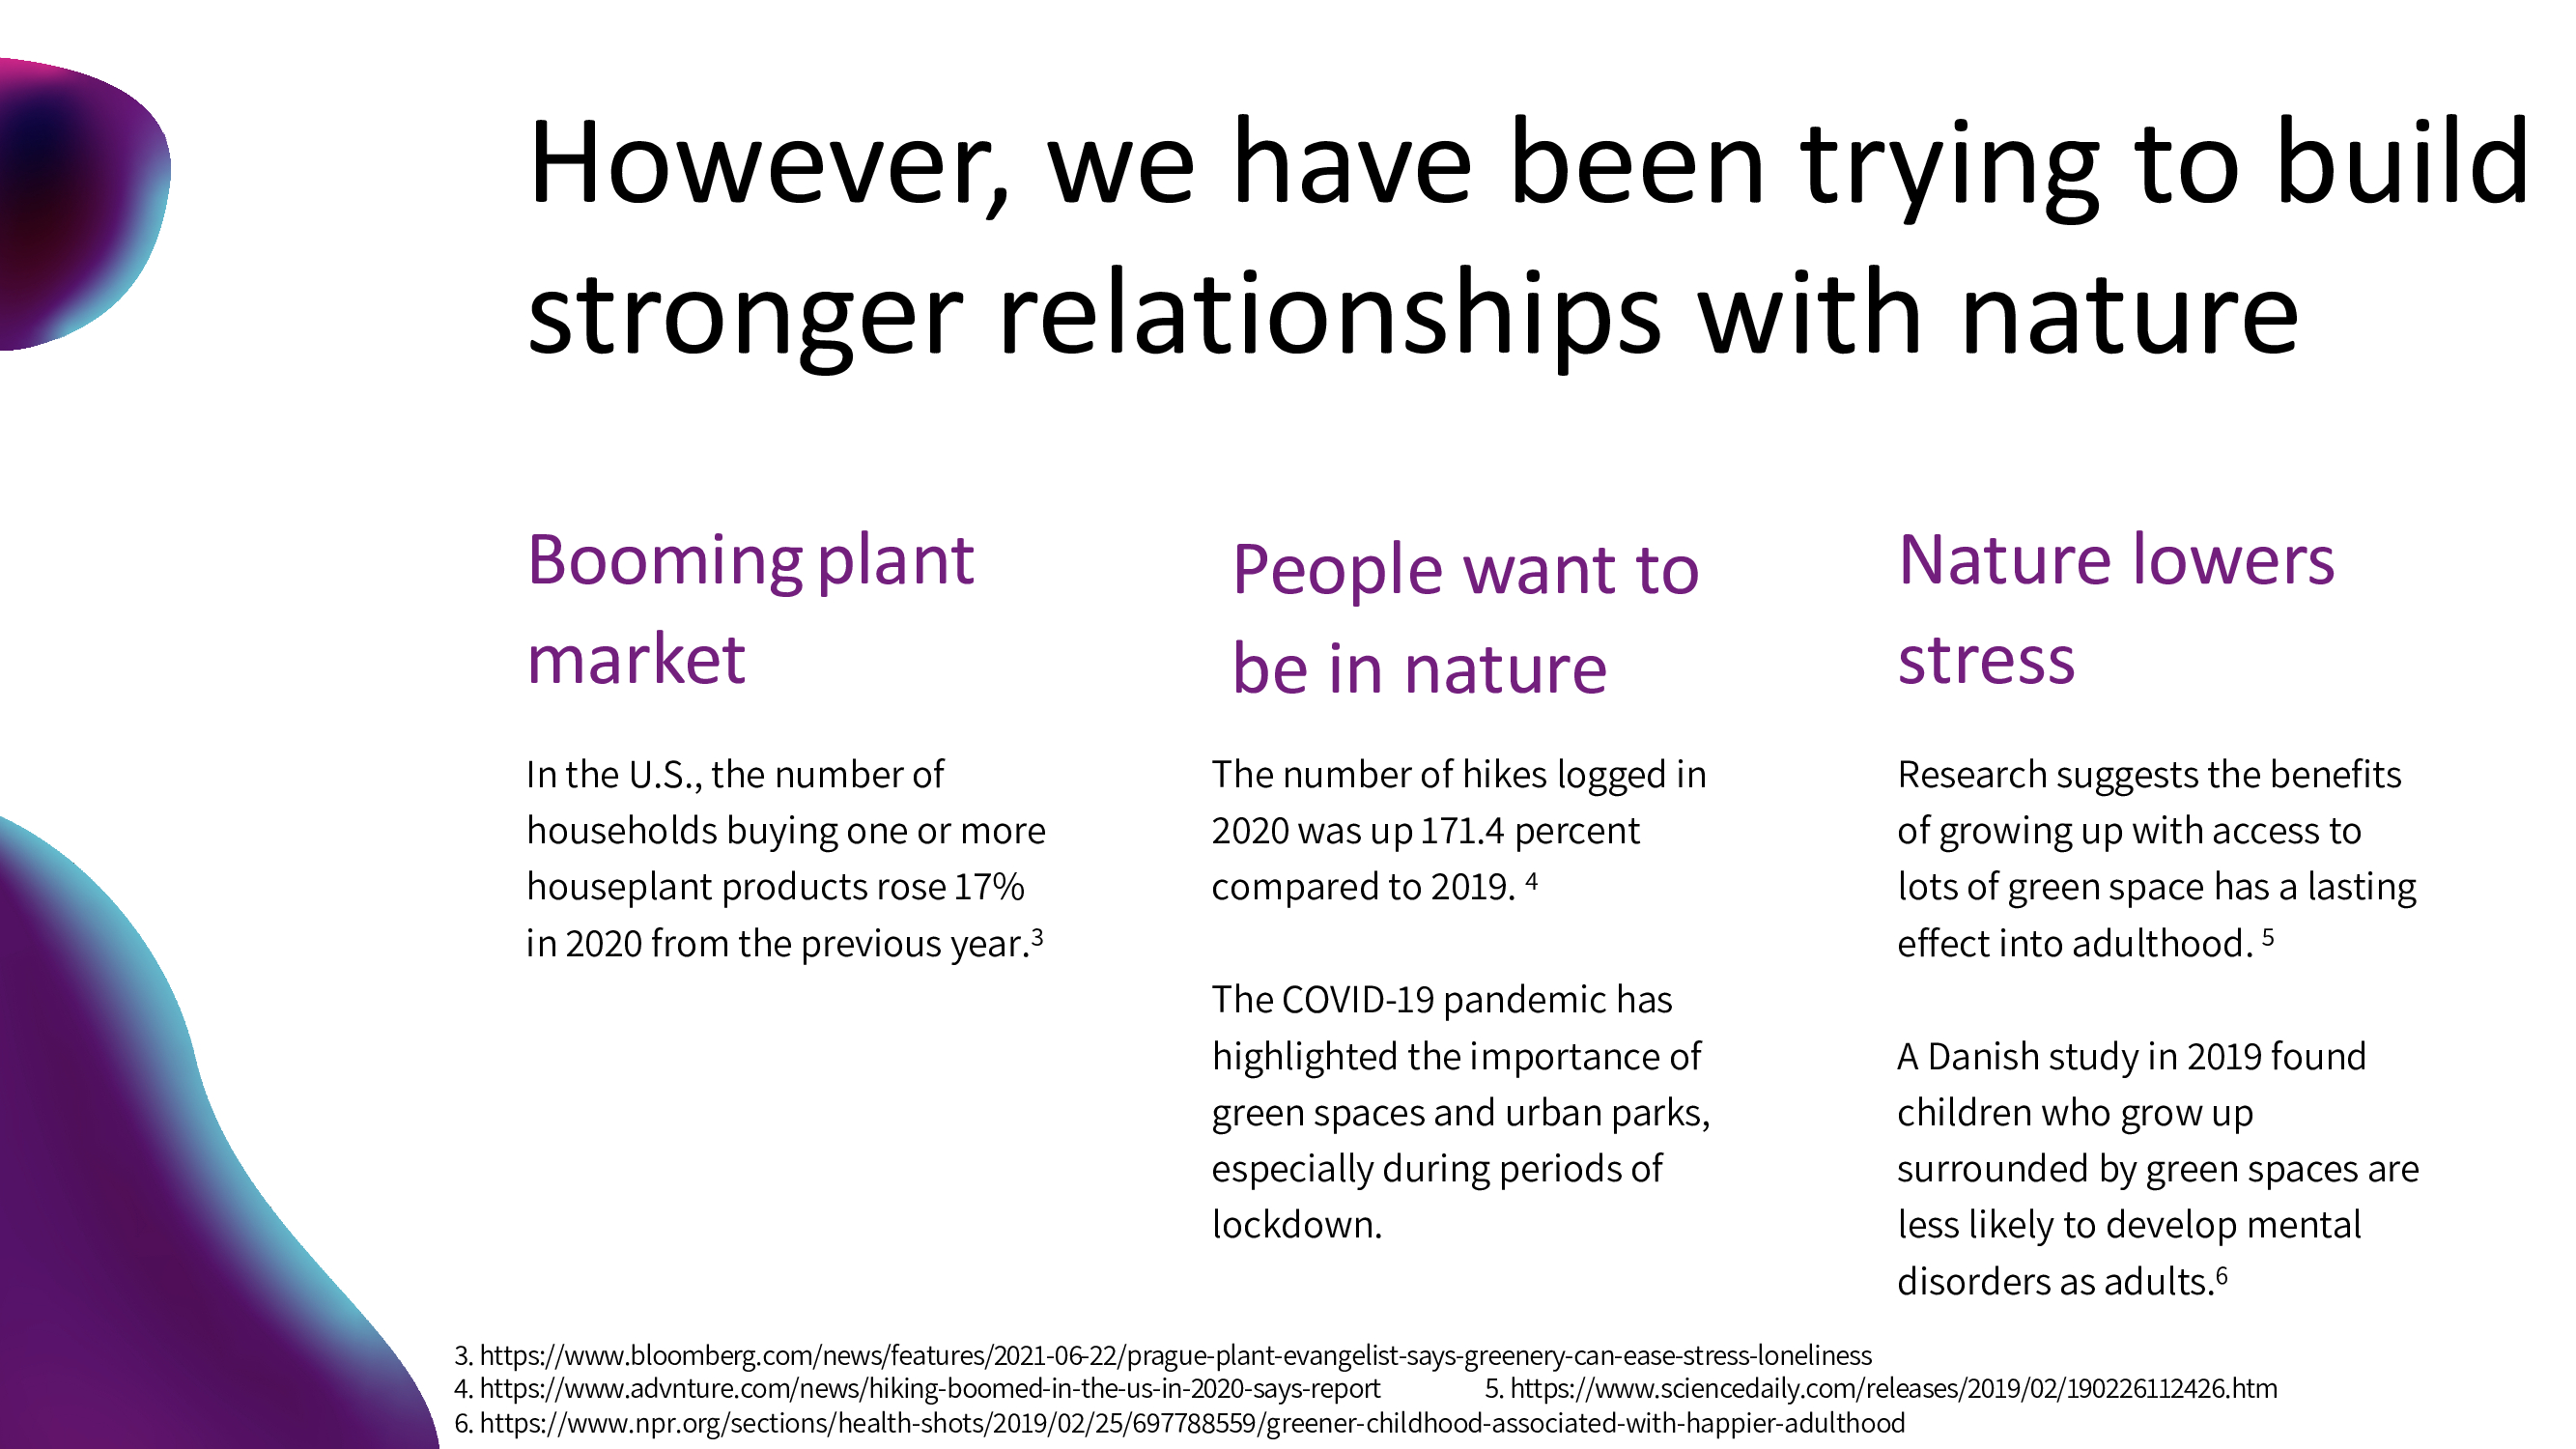 However, we have been trying to build
stronger relationships with nature
Booming plant
market
In the U.S., the number of
households buying one or more
houseplant products rose 17%
in 2020 from the previous year.³
People want to
be in nature
The number of hikes logged in
2020 was up 171.4 percent
compared to 2019. ⁴
The COVID-19 pandemic has
highlighted the importance of
green spaces and urban parks,
especially during periods of
lockdown.
Nature lowers
stress
Research suggests the benefits
of growing up with access to
lots of green space has a lasting
effect into adulthood. ⁵
A Danish study in 2019 found
children who grow up
surrounded by green spaces are
less likely to develop mental
disorders as adults.⁶
3. https://www.bloomberg.com/news/features/2021-06-22/prague-plant-evangelist-says-greenery-can-ease-stress-loneliness
4. https://www.advnture.com/news/hiking-boomed-in-the-us-in-2020-says-report 5. https://www.sciencedaily.com/releases/2019/02/190226112426.htm
6. https://www.npr.org/sections/health-shots/2019/02/25/697788559/greener-childhood-associated-with-happier-adulthood